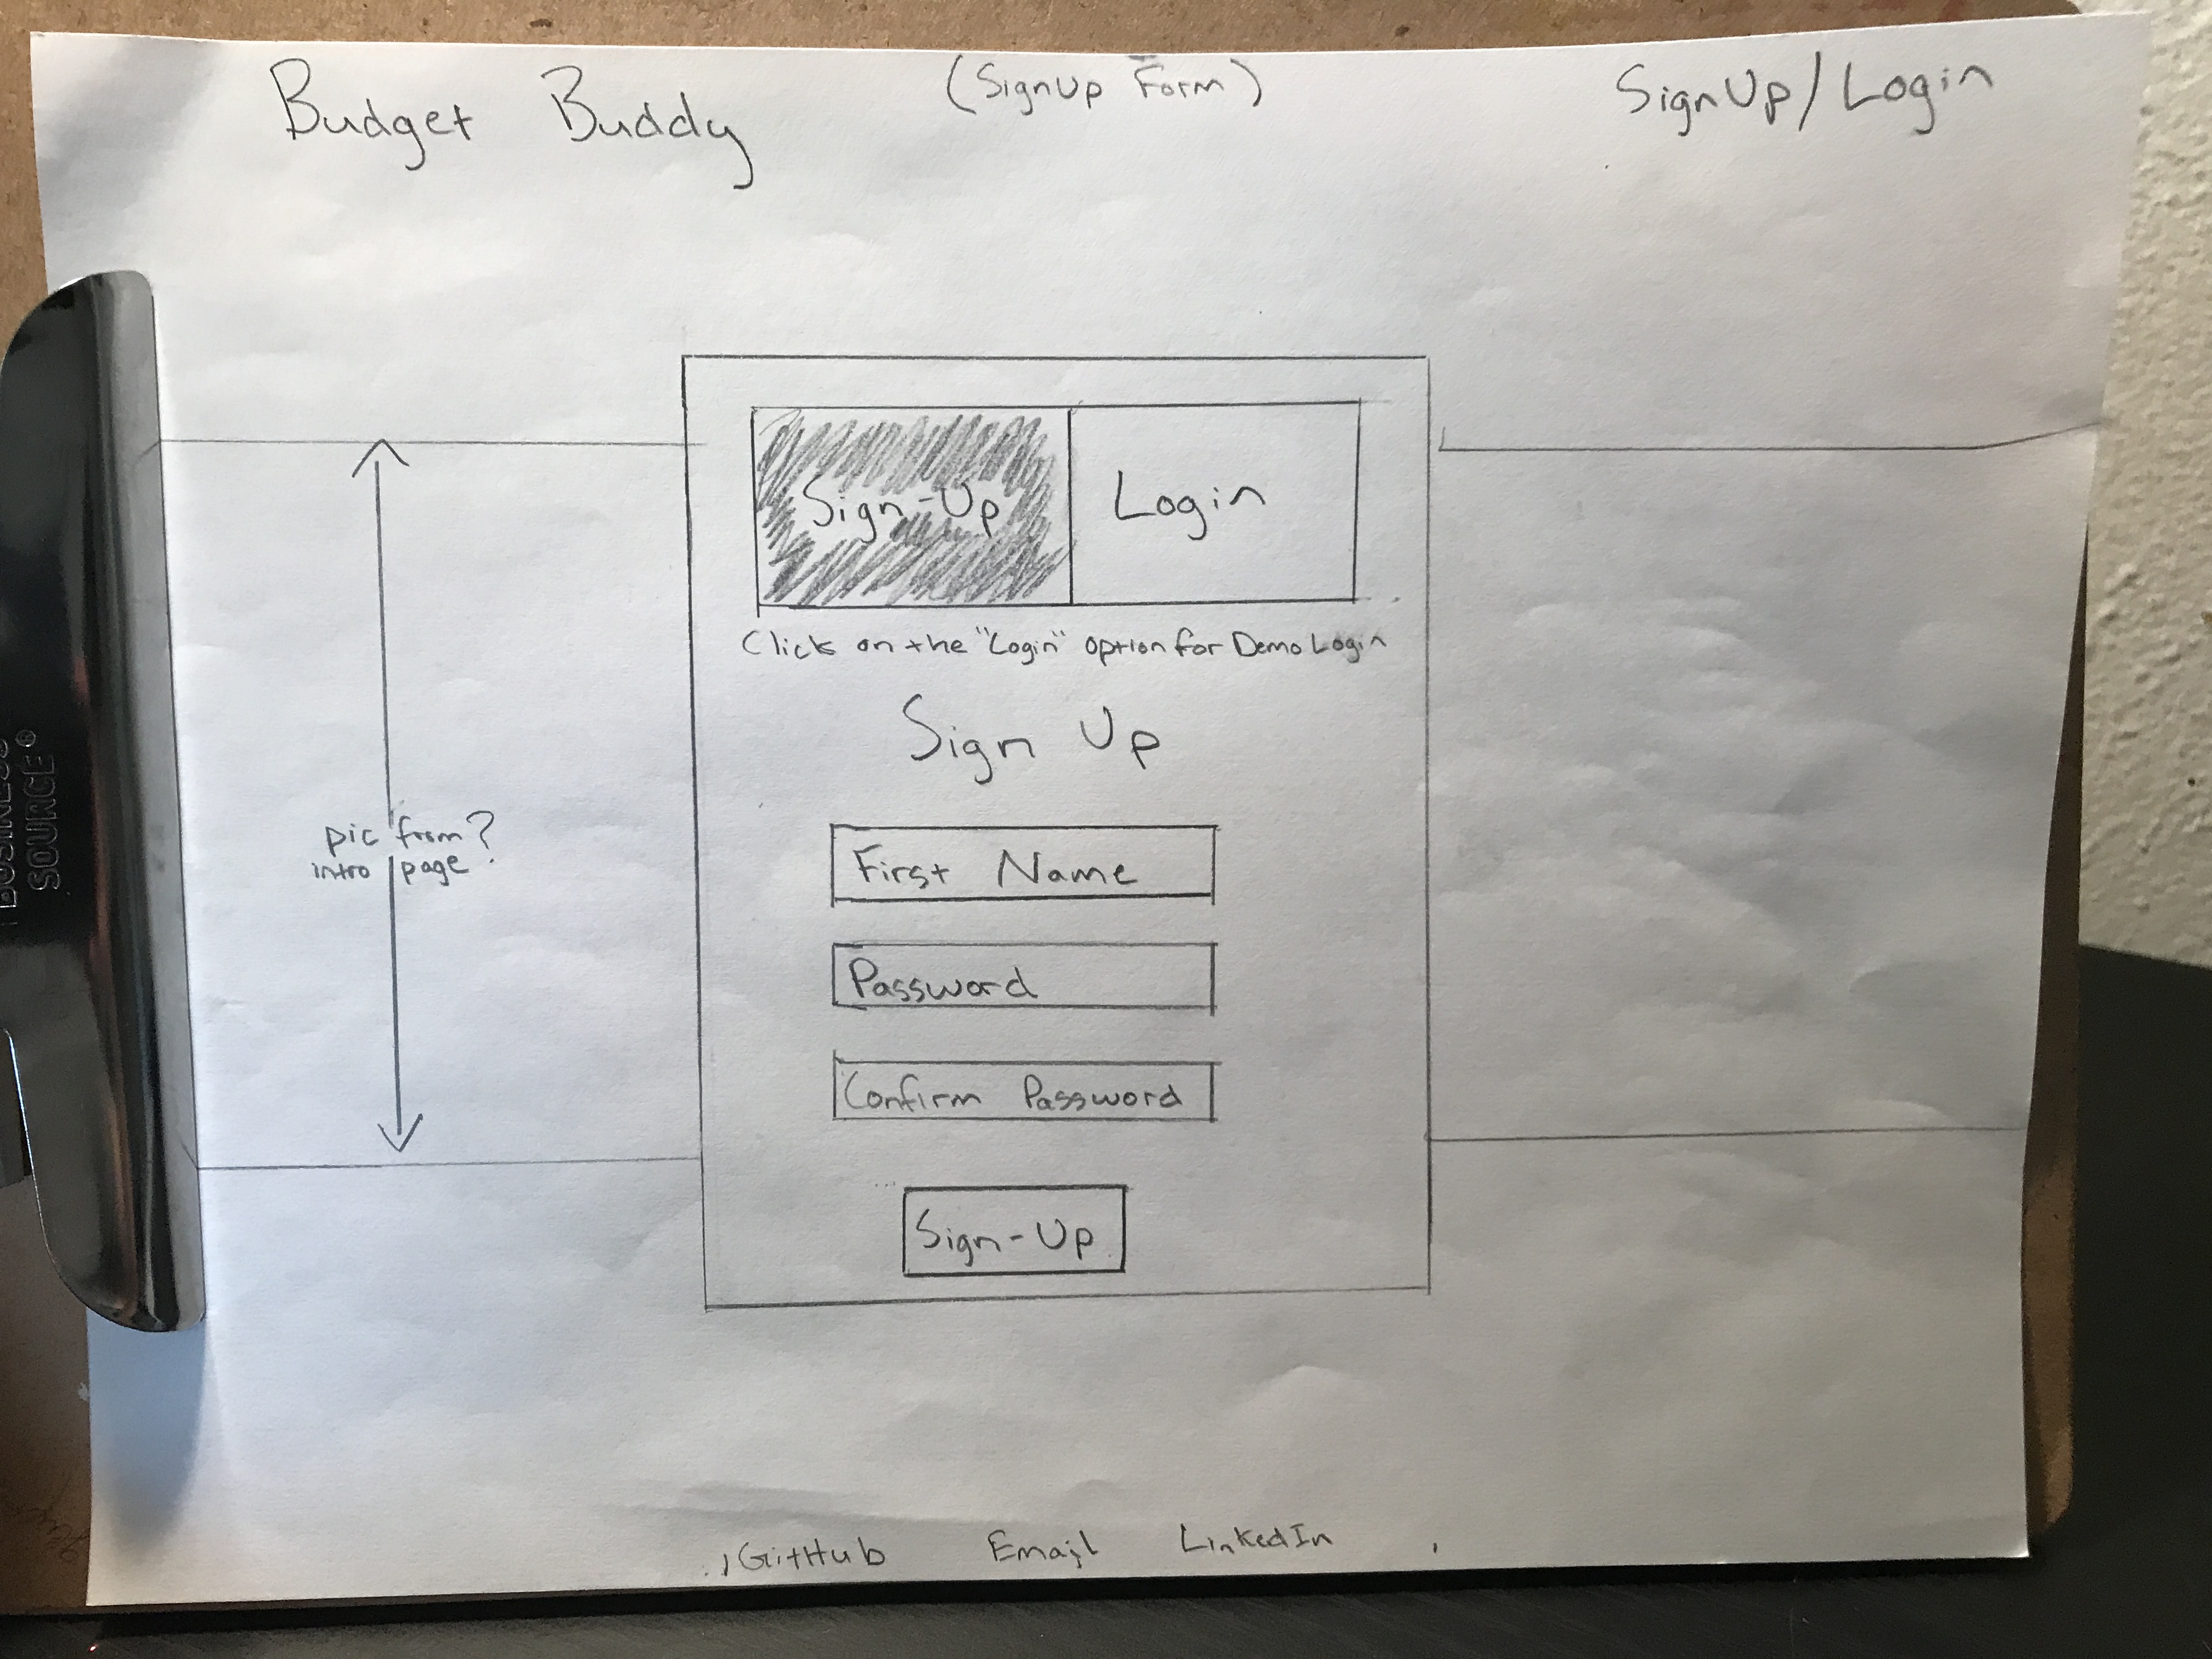 Budget Buddy
(SignUp Form)
SignUp/Login
Sign-Up
Login
Click on the "Login" option for Demo Login
Sign Up
First Name
Password
Confirm Password
Sign-Up
pic from?
intro page
GitHub Email LinkedIn
BUSINESS
SOURCE®